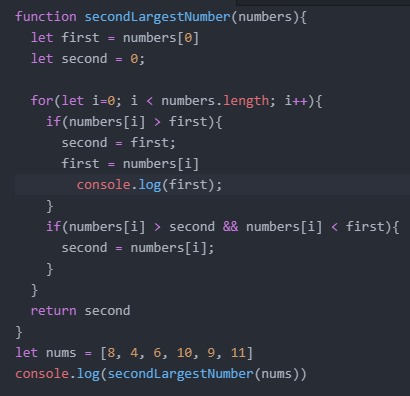 function secondLargestNumber(numbers){
  let first = numbers[0]
  let second = 0;

  for(let i=0; i < numbers.length; i++){
    if(numbers[i] > first){
      second = first;
      first = numbers[i]
        console.log(first);
    }
    if(numbers[i] > second && numbers[i] < first){
      second = numbers[i];
    }
  }
  return second
}
let nums = [8, 4, 6, 10, 9, 11]
console.log(secondLargestNumber(nums))